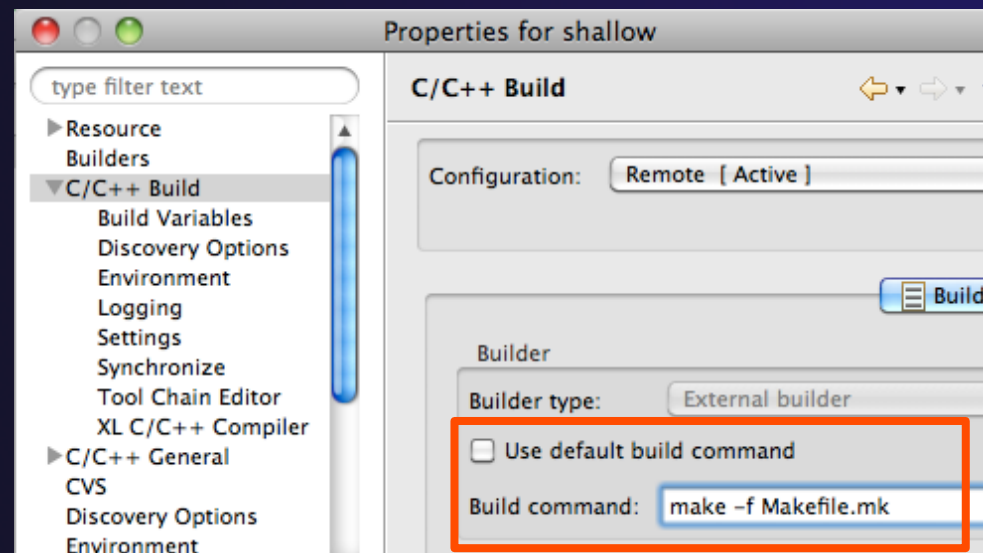 Properties for shallow
type filter text
Resource
Builders
C/C++ Build
Build Variables
Discovery Options
Environment
Logging
Settings
Synchronize
Tool Chain Editor
XL C/C++ Compiler
C/C++ General
CVS
Discovery Options
Environment
C/C++ Build
Configuration: Remote [ Active ]
Build
Builder
Builder type: External builder
Use default build command
Build command: make –f Makefile.mk